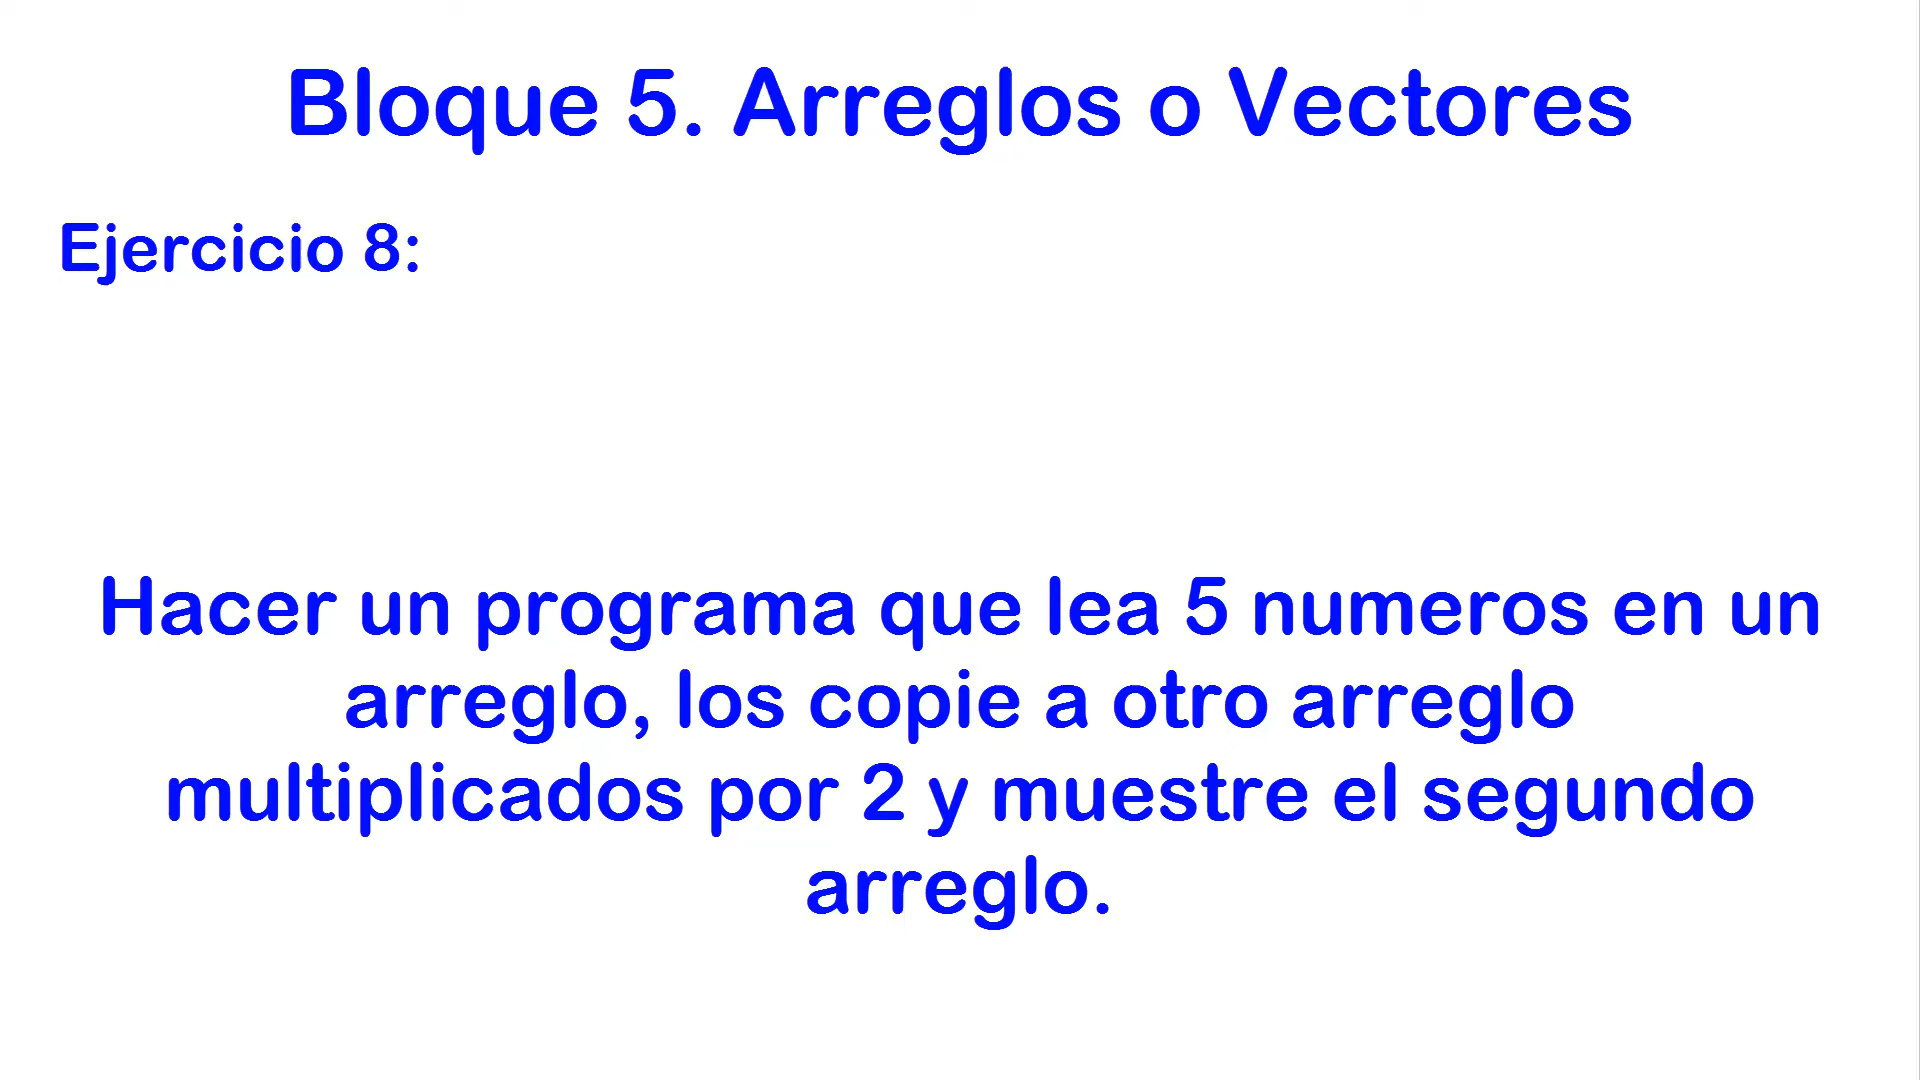 Bloque 5. Arreglos o Vectores
Ejercicio 8:
Hacer un programa que lea 5 numeros en un
arreglo, los copie a otro arreglo
multiplicados por 2 y muestre el segundo
arreglo.